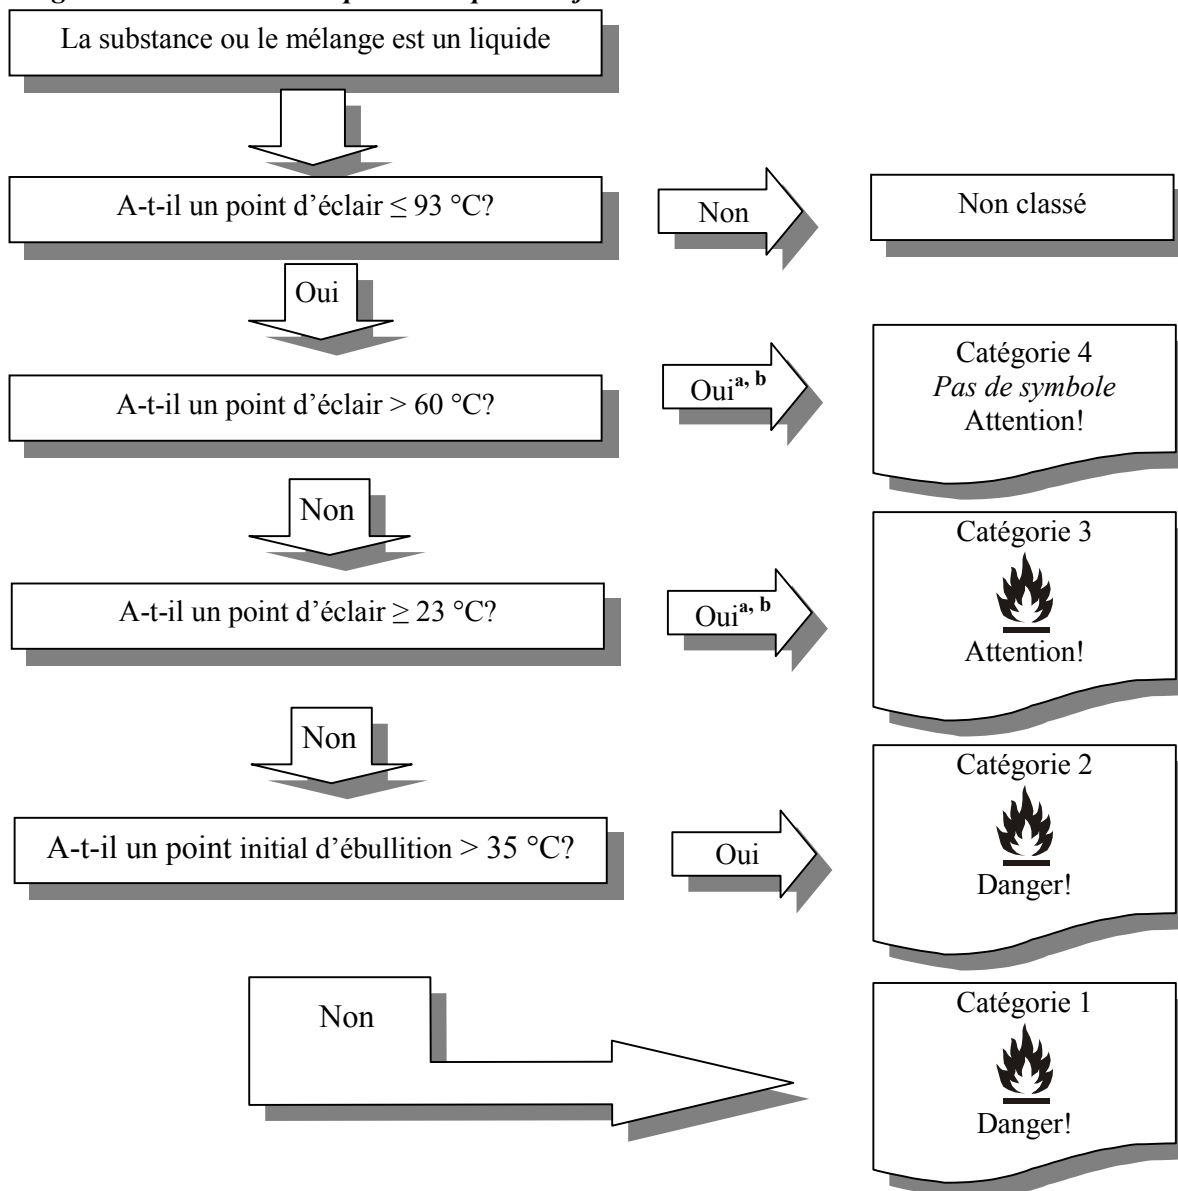 La substance ou le mélange est un liquide
A-t-il un point d’éclair ≤ 93 °C?
Non
Non classé
Oui
A-t-il un point d’éclair > 60 °C?
Ouiᵃ, ᵇ
Catégorie 4
Pas de symbole
Attention!
Non
A-t-il un point d’éclair ≥ 23 °C?
Ouiᵃ, ᵇ
Catégorie 3
Attention!
Non
A-t-il un point initial d’ébullition > 35 °C?
Oui
Catégorie 2
Danger!
Non
Catégorie 1
Danger!